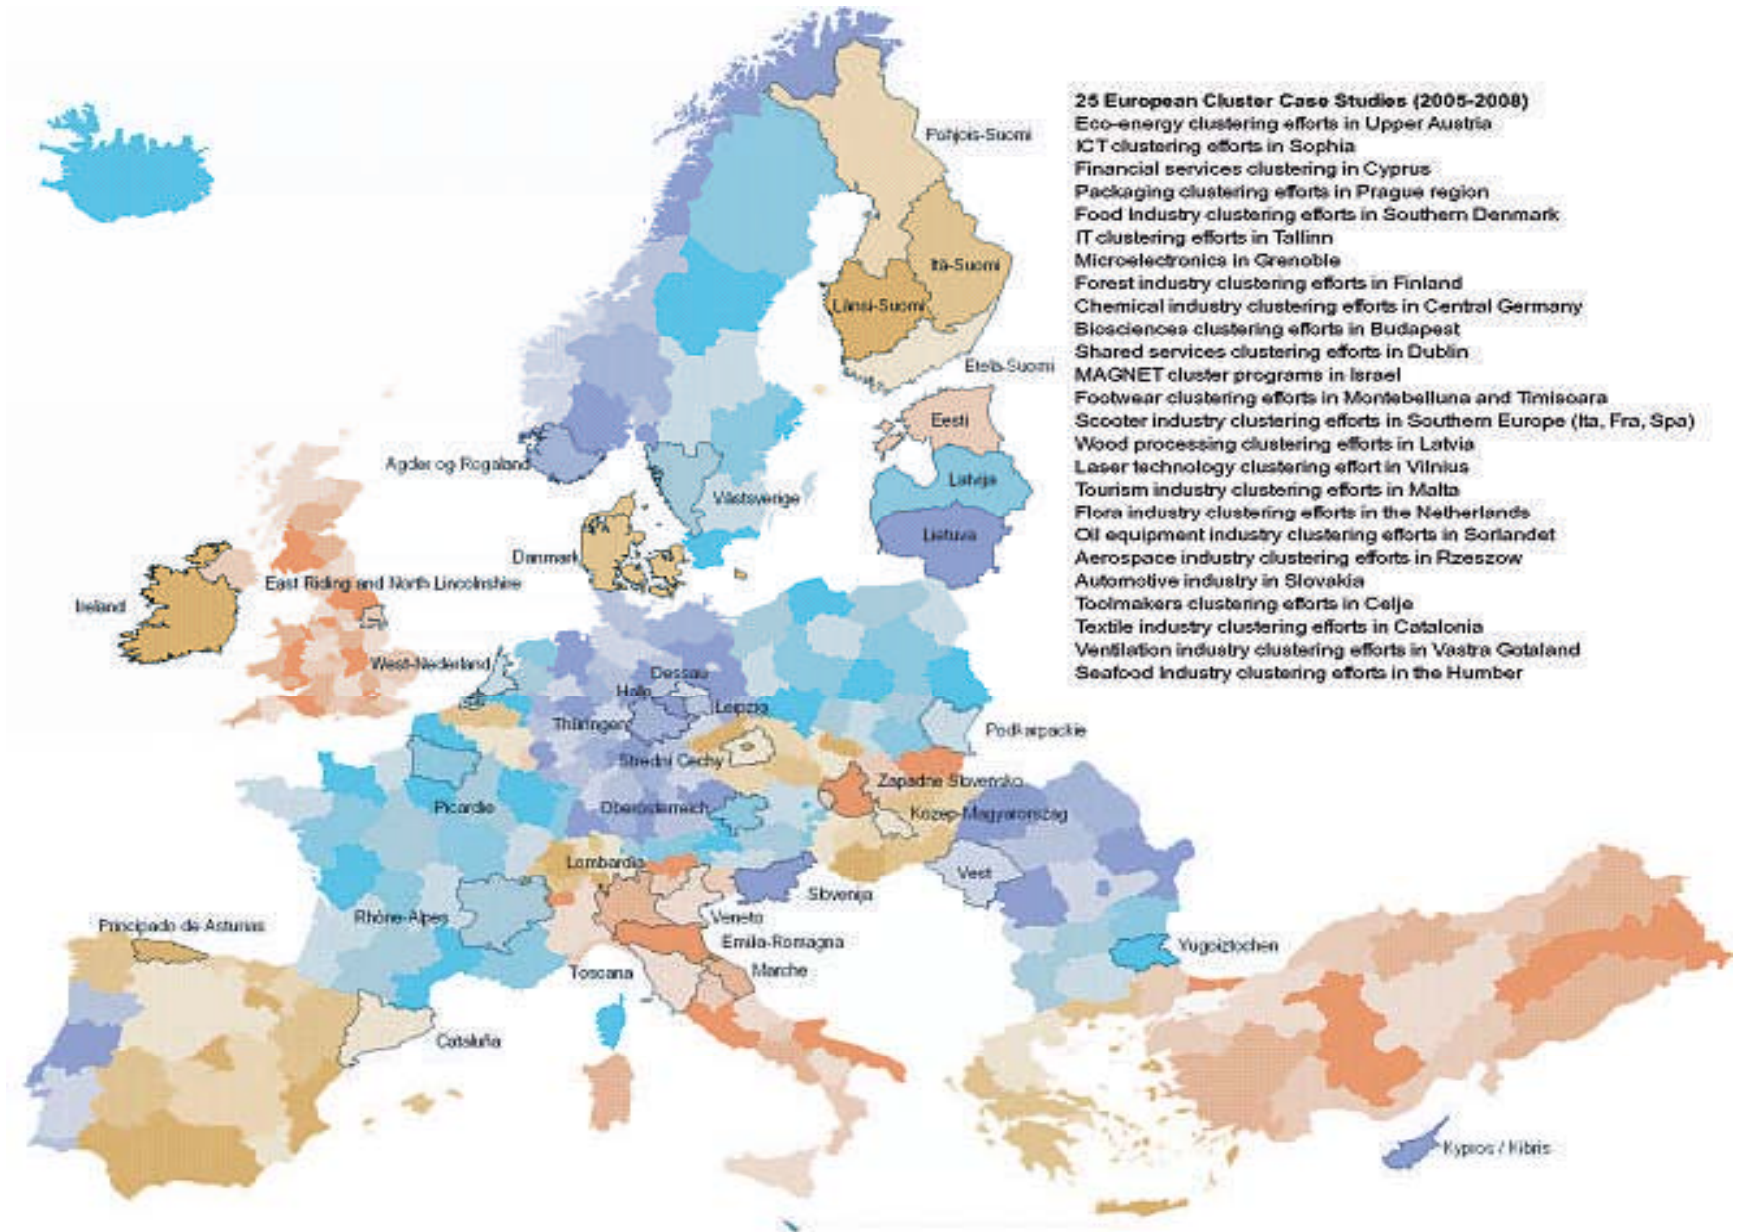 25 European Cluster Case Studies (2005-2008)
Eco-energy clustering efforts in Upper Austria
ICT clustering efforts in Sophia
Financial services clustering in Cyprus
Packaging clustering efforts in Prague region
Food Industry clustering efforts in Southern Denmark
IT clustering efforts in Tallinn
Microelectronics in Grenoble
Forest industry clustering efforts in Finland
Chemical industry clustering efforts in Central Germany
Biosciences clustering efforts in Budapest
Shared services clustering efforts in Dublin
MAGNET cluster programs in Israel
Footwear clustering efforts in Montebelluna and Timisoara
Scooter industry clustering efforts in Southern Europe (Ita, Fra, Spa)
Wood processing clustering efforts in Latvia
Laser technology clustering effort in Vilnius
Tourism industry clustering efforts in Malta
Flora industry clustering efforts in the Netherlands
Oil equipment industry clustering efforts in Sorlandet
Aerospace industry clustering efforts in Rzeszow
Automotive industry in Slovakia
Toolmakers clustering efforts in Celje
Textile industry clustering efforts in Catalonia
Ventilation industry clustering efforts in Vastra Gotaland
Seafood Industry clustering efforts in the Humber
Pohjois-Suomi
Itä-Suomi
Länsi-Suomi
Etelä-Suomi
Eesti
Agder og Rogaland
Latvija
Västsverige
Lietuva
Danmark
East Riding and North Lincolnshire
Ireland
West-Nederland
Dessau
Halle
Leipzig
Thüringen
Podkarpackie
Stredni Cechy
Zapadne Slovensko
Picardie
Oberösterreich
Közep-Magyarorszag
Lombardia
Vest
Slovenija
Rhône-Alpes
Veneto
Principado de Asturias
Emilia-Romagna
Yugoiztochen
Toscana
Marche
Cataluña
Kypros / Kibris